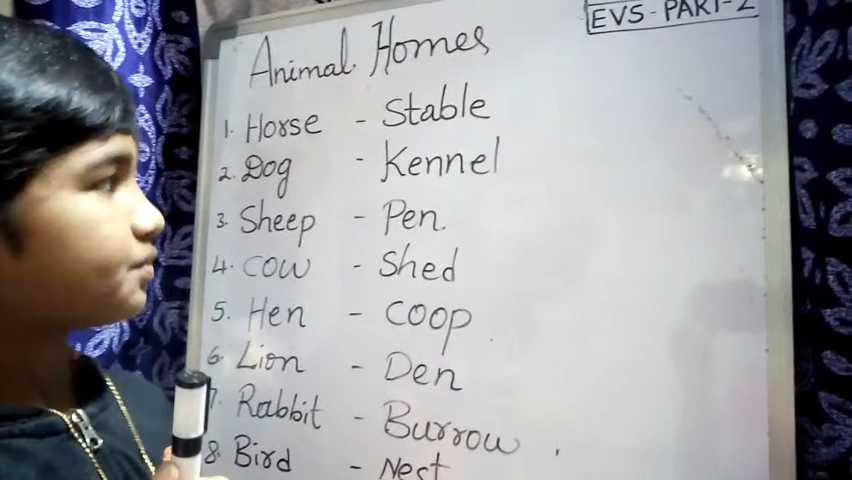 EVS-PART-2
Animal Homes
1. Horse - Stable
2. Dog - Kennel
3. Sheep - Pen.
4. Cow - Shed
5. Hen - Coop
6. Lion - Den
7. Rabbit - Burrow
8. Bird - Nest